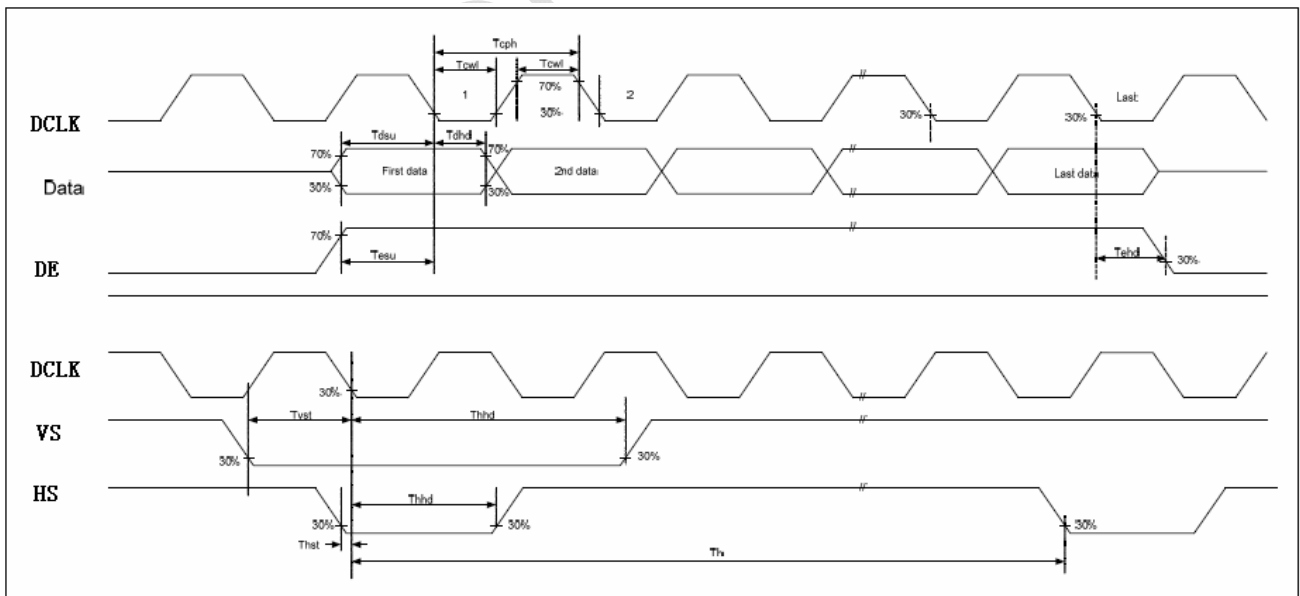 Tcph
Tcwl
Tcwl
1
70%
2
Last
30%
30%
30%
DCLK
Tdsu
Tdhd
70%
70%
First data
2nd data
Last data
30%
30%
Data
70%
Tesu
Tehd
30%
DE
DCLK
30%
Tvst
Thhd
VS
30%
30%
HS
Thhd
30%
30%
30%
Thst
Th